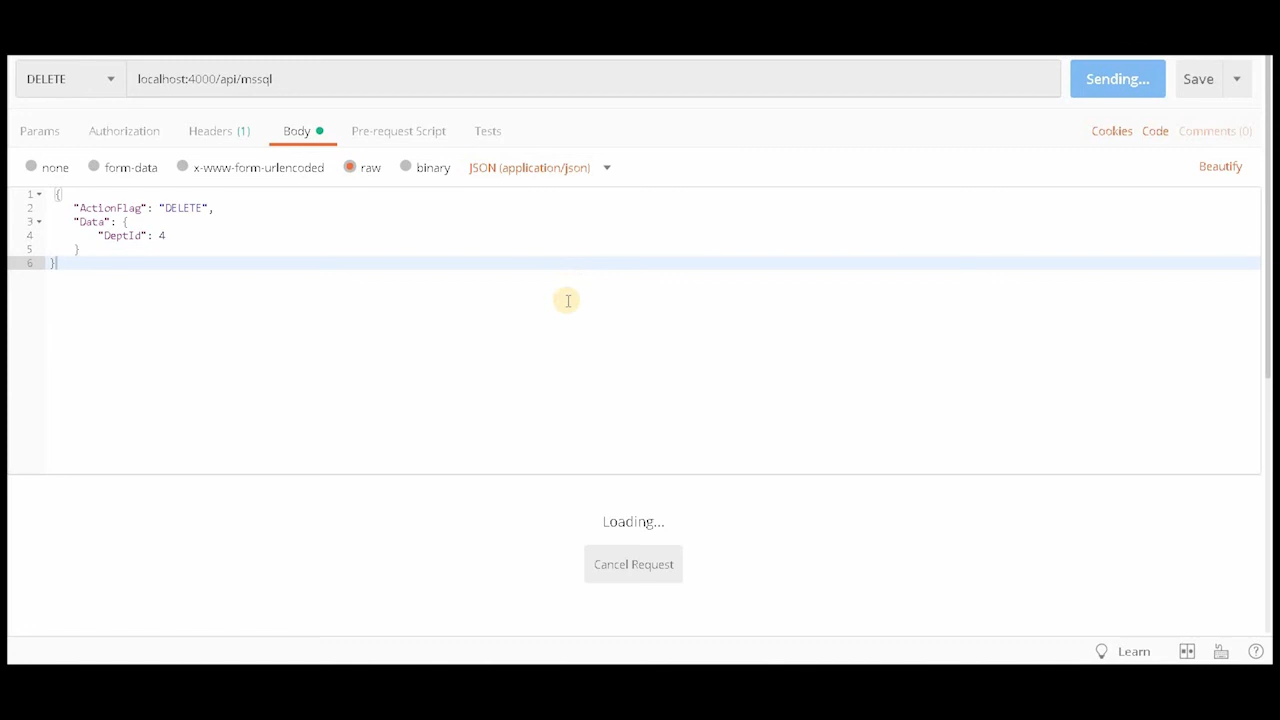 DELETE localhost:4000/api/mssql Sending... Save
Params Authorization Headers (1) Body Pre-request Script Tests Cookies Code Comments (0)
none form-data x-www-form-urlencoded raw binary JSON (application/json) Beautify
1 {
2 "ActionFlag": "DELETE",
3 "Data": {
4 "DeptId": 4
5 }
6 }
Loading...
Cancel Request
Learn